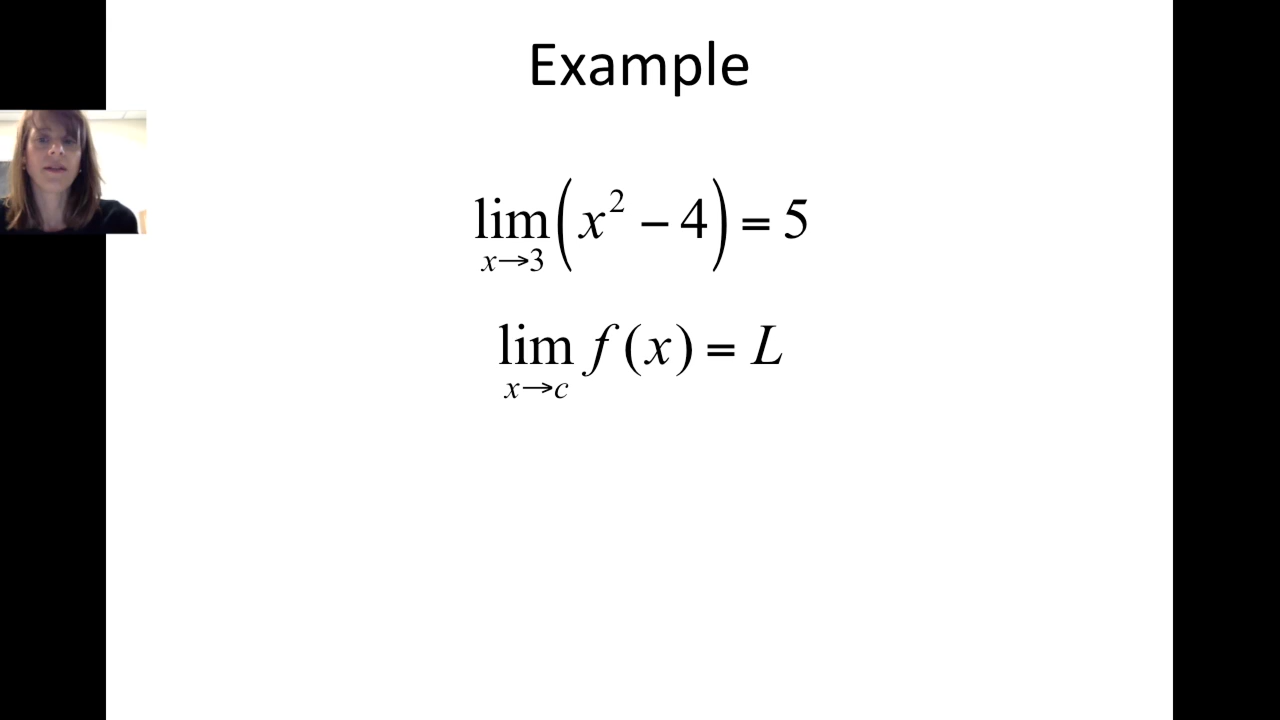 Example
lim x→3 (x² − 4) = 5
lim x→c f(x) = L